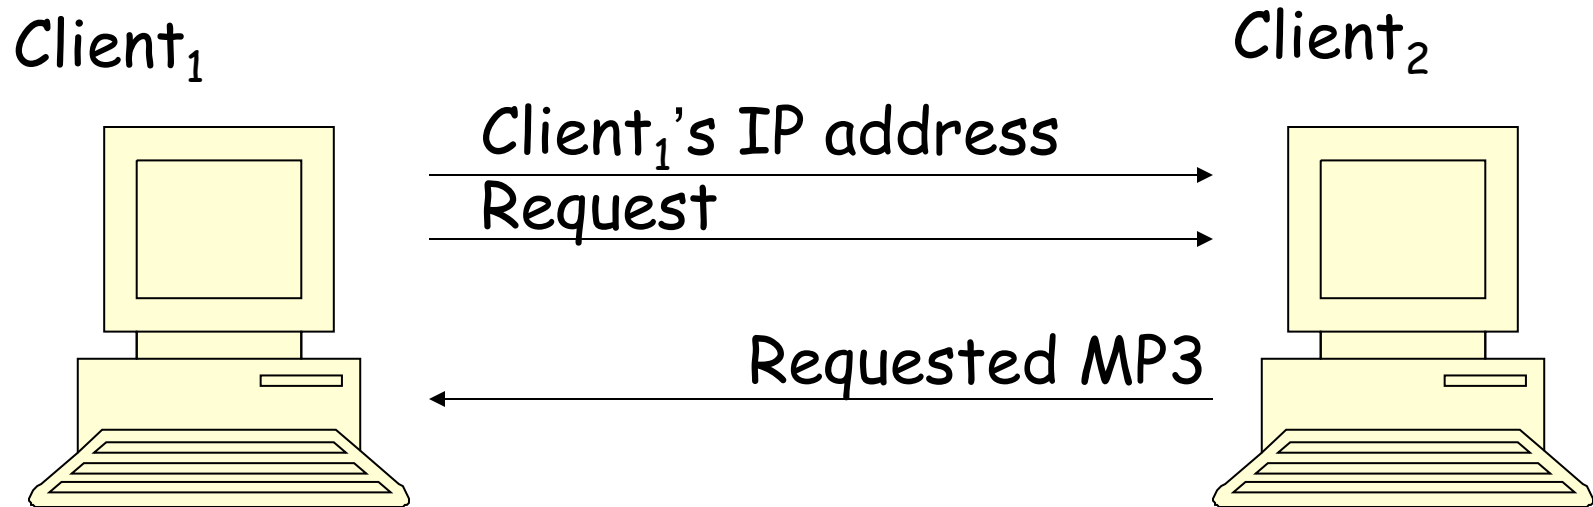 Client₁
Client₂
Client₁’s IP address
Request
Requested MP3